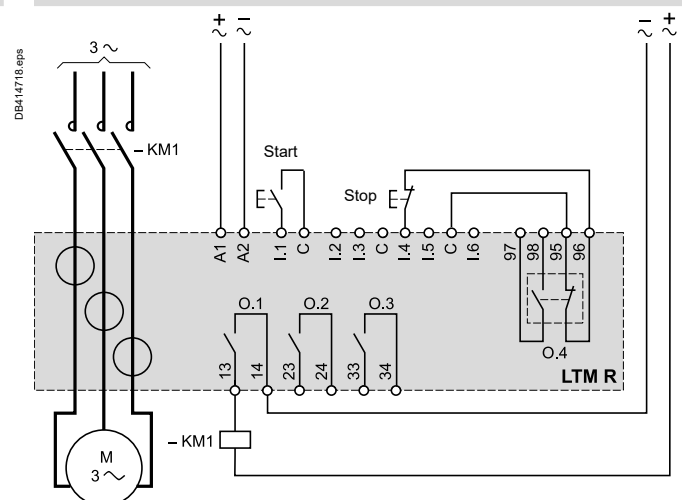 DB414718.eps
3 ∼
+ −
∼ ∼
− +
∼ ∼
– KM1
Start
Stop
A1 A2 I.1 C I.2 I.3 C I.4 I.5 C I.6 97 98 95 96
O.1 O.2 O.3
O.4
13 14 23 24 33 34
LTM R
– KM1
M
3 ∼